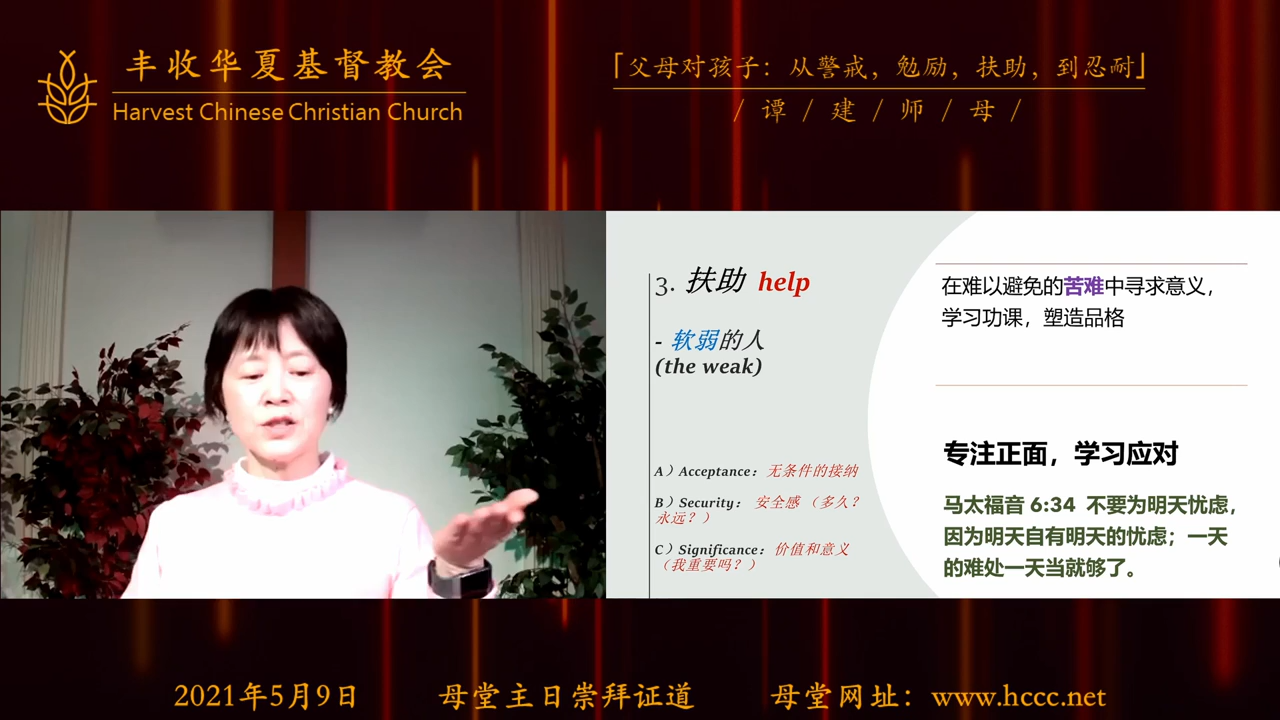 丰收华夏基督教会
Harvest Chinese Christian Church
「父母对孩子：从警戒，勉励，扶助，到忍耐」
/ 谭 / 建 / 师 / 母 /
3. 扶助 help
- 软弱的人
(the weak)
A）Acceptance：无条件的接纳
B）Security： 安全感 （多久？
永远？）
C）Significance：价值和意义
（我重要吗？）
在难以避免的苦难中寻求意义，
学习功课，塑造品格
专注正面，学习应对
马太福音 6:34 不要为明天忧虑，
因为明天自有明天的忧虑；一天
的难处一天当就够了。
2021年5月9日 母堂主日崇拜证道 母堂网址：www.hccc.net